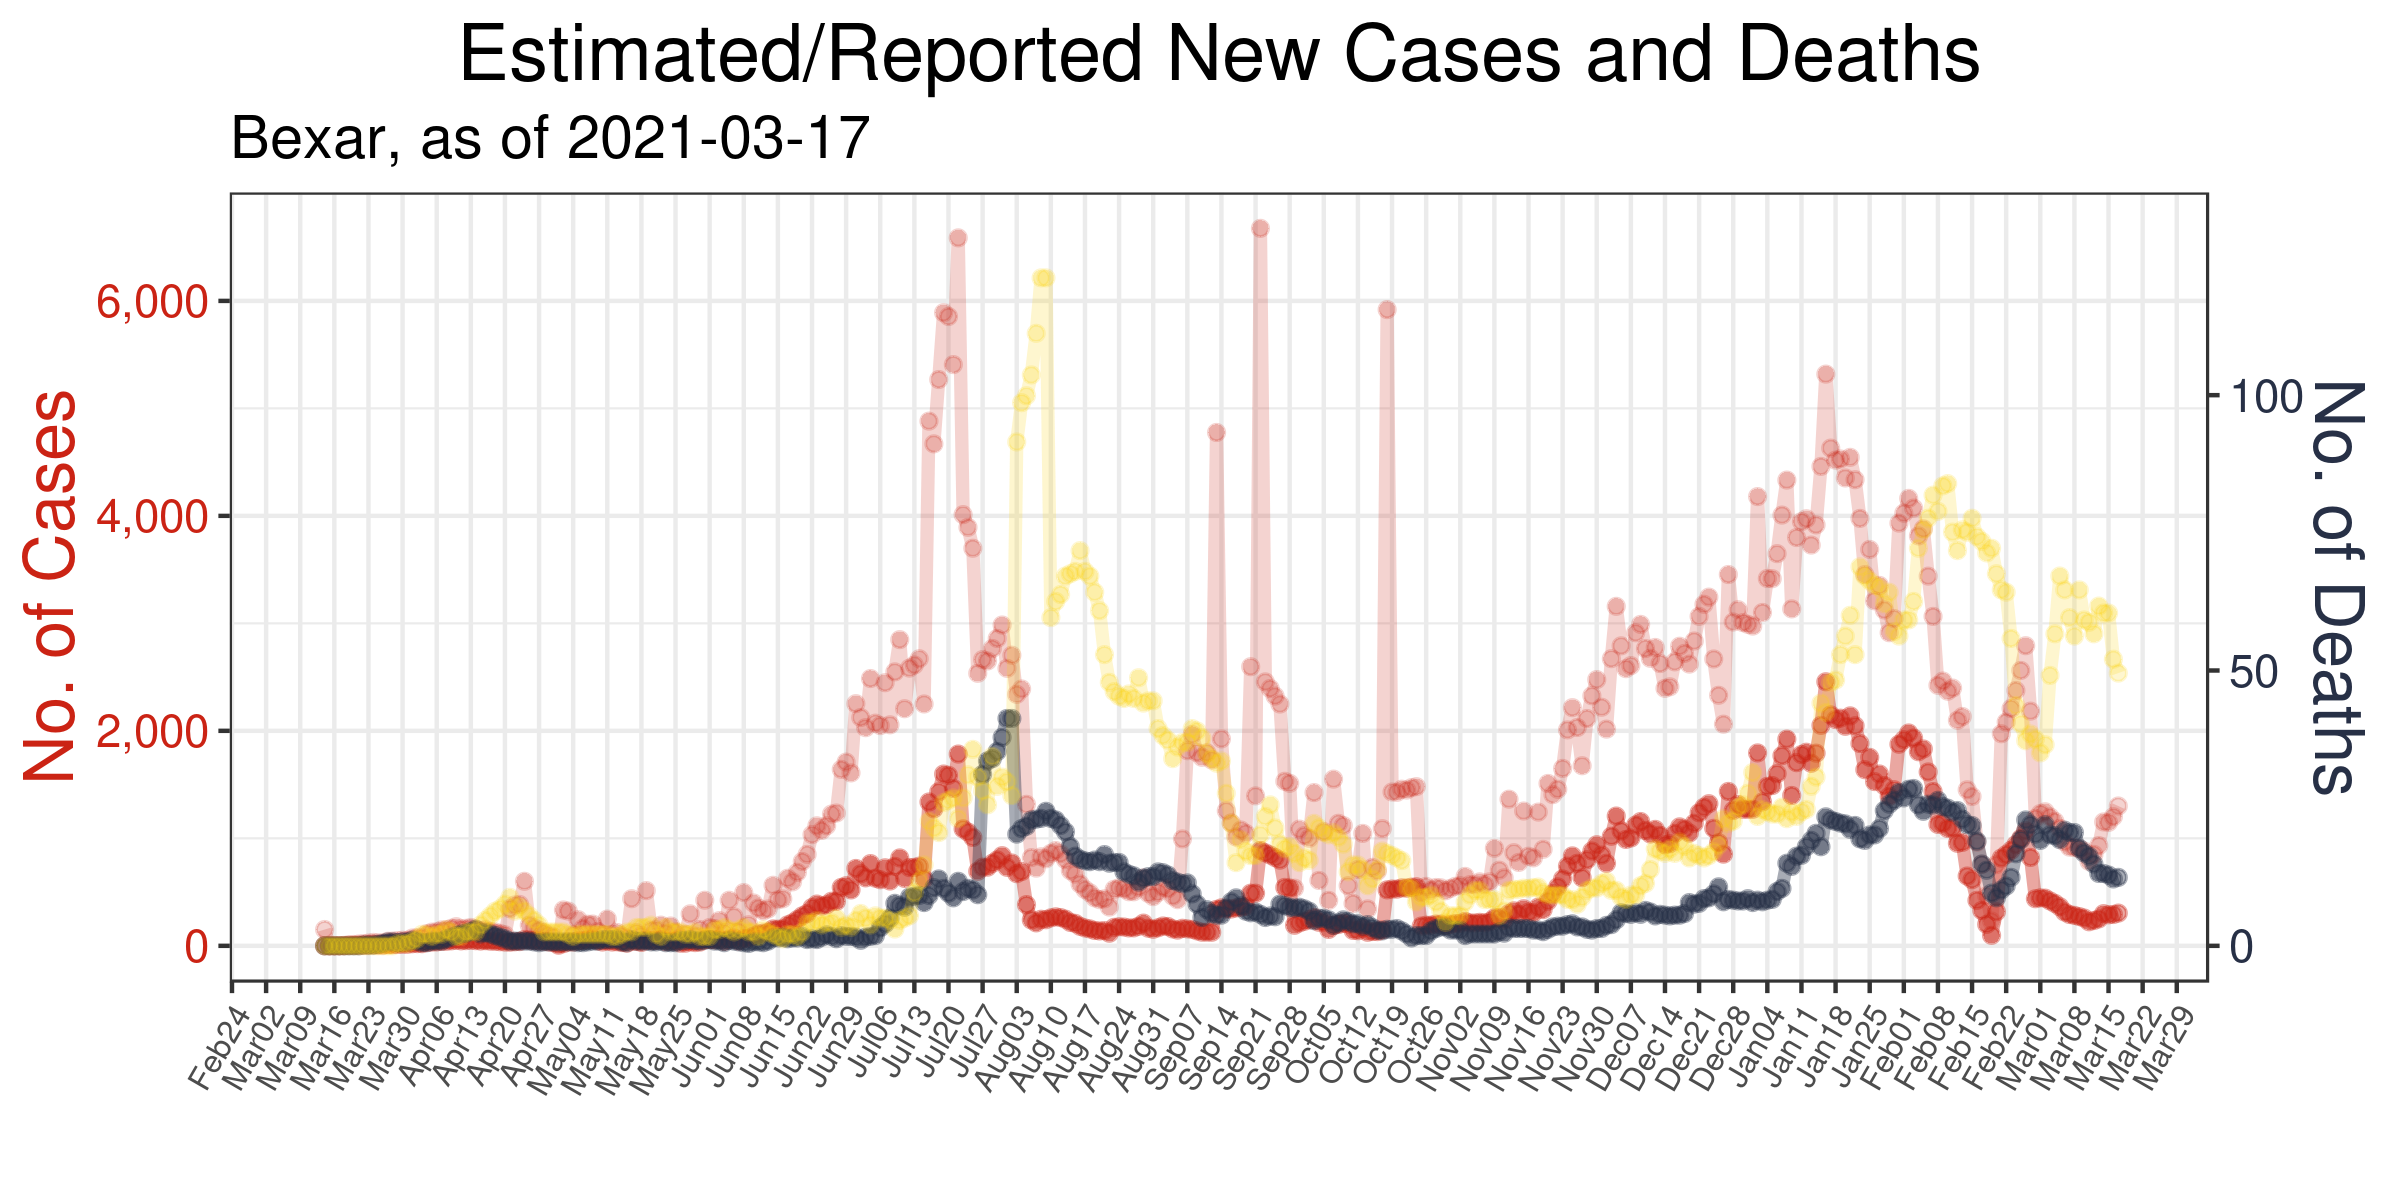 Estimated/Reported New Cases and Deaths
Bexar, as of 2021-03-17
No. of Cases
6,000
4,000
2,000
0
No. of Deaths
100
50
0
Feb24
Mar02
Mar09
Mar16
Mar23
Mar30
Apr06
Apr13
Apr20
Apr27
May04
May11
May18
May25
Jun01
Jun08
Jun15
Jun22
Jun29
Jul06
Jul13
Jul20
Jul27
Aug03
Aug10
Aug17
Aug24
Aug31
Sep07
Sep14
Sep21
Sep28
Oct05
Oct12
Oct19
Oct26
Nov02
Nov09
Nov16
Nov23
Nov30
Dec07
Dec14
Dec21
Dec28
Jan04
Jan11
Jan18
Jan25
Feb01
Feb08
Feb15
Feb22
Mar01
Mar08
Mar15
Mar22
Mar29